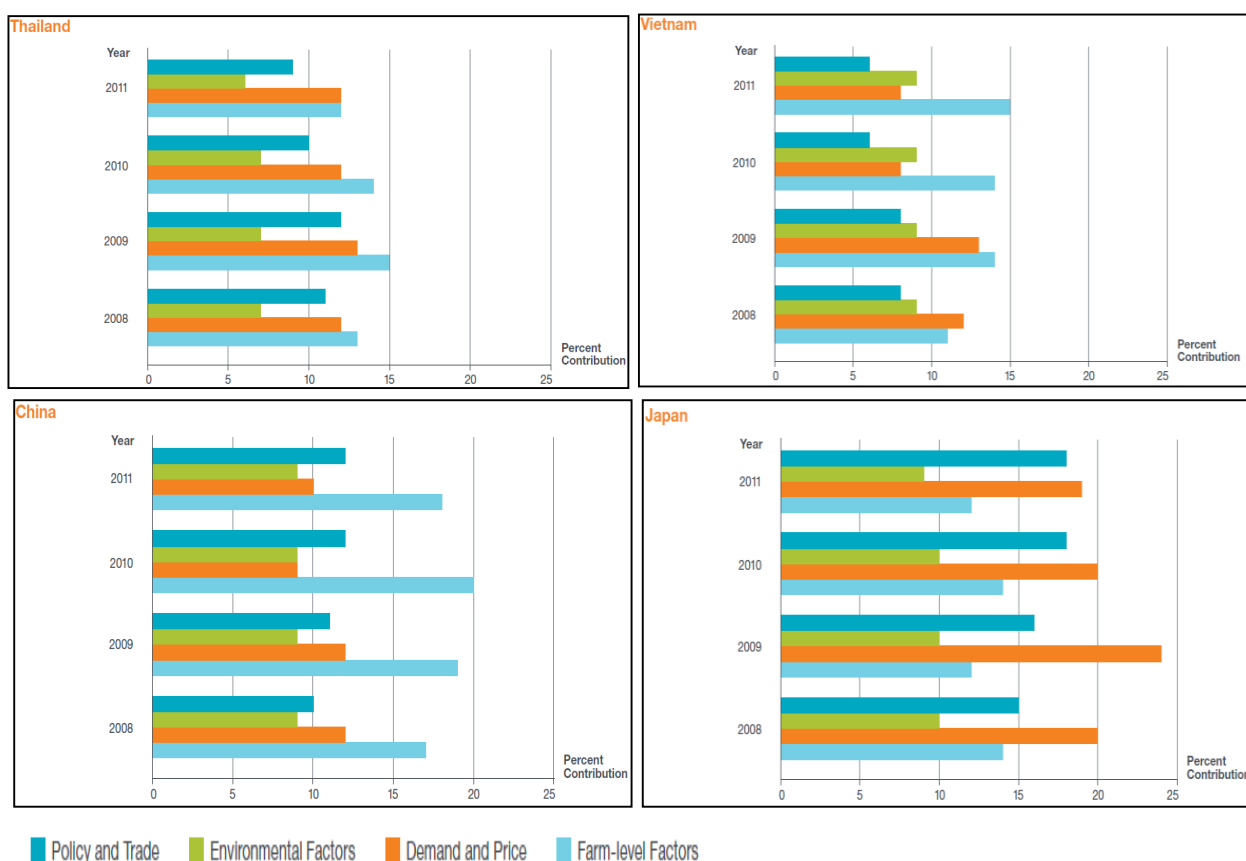 Thailand
Year
2011
2010
2009
2008
Percent
Contribution
0 5 10 15 20 25
Vietnam
Year
2011
2010
2009
2008
Percent
Contribution
0 5 10 15 20 25
China
Year
2011
2010
2009
2008
Percent
Contribution
0 5 10 15 20 25
Japan
Year
2011
2010
2009
2008
Percent
Contribution
0 5 10 15 20 25
Policy and Trade Environmental Factors Demand and Price Farm-level Factors